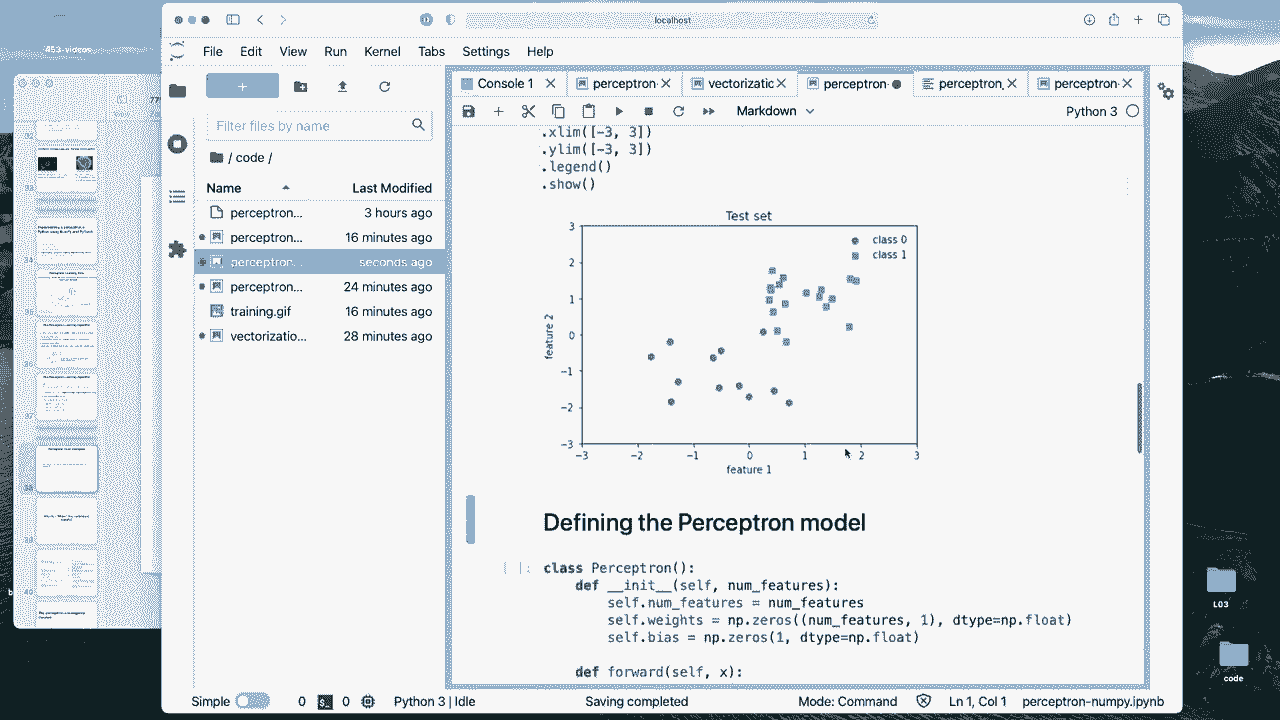 453-videos
localhost
File Edit View Run Kernel Tabs Settings Help
Console 1 perceptron- vectorizatic perceptron- perceptron_ perceptron-
Markdown Python 3
Filter files by name
/ code /
Name Last Modified
perceptron... 3 hours ago
perceptron... 16 minutes ago
perceptron... seconds ago
perceptron... 24 minutes ago
training.gif 16 minutes ago
vectorizatio... 28 minutes ago
.xlim([-3, 3])
.ylim([-3, 3])
.legend()
.show()
Test set
class 0
class 1
3
2
1
0
−1
−2
−3
feature 2
−3 −2 −1 0 1 2 3
feature 1
Defining the Perceptron model
[ ]: class Perceptron():
def __init__(self, num_features):
self.num_features = num_features
self.weights = np.zeros((num_features, 1), dtype=np.float)
self.bias = np.zeros(1, dtype=np.float)
def forward(self, x):
Simple 0 $_ 0 Python 3 | Idle Saving completed Mode: Command Ln 1, Col 1 perceptron-numpy.ipynb
L03
code